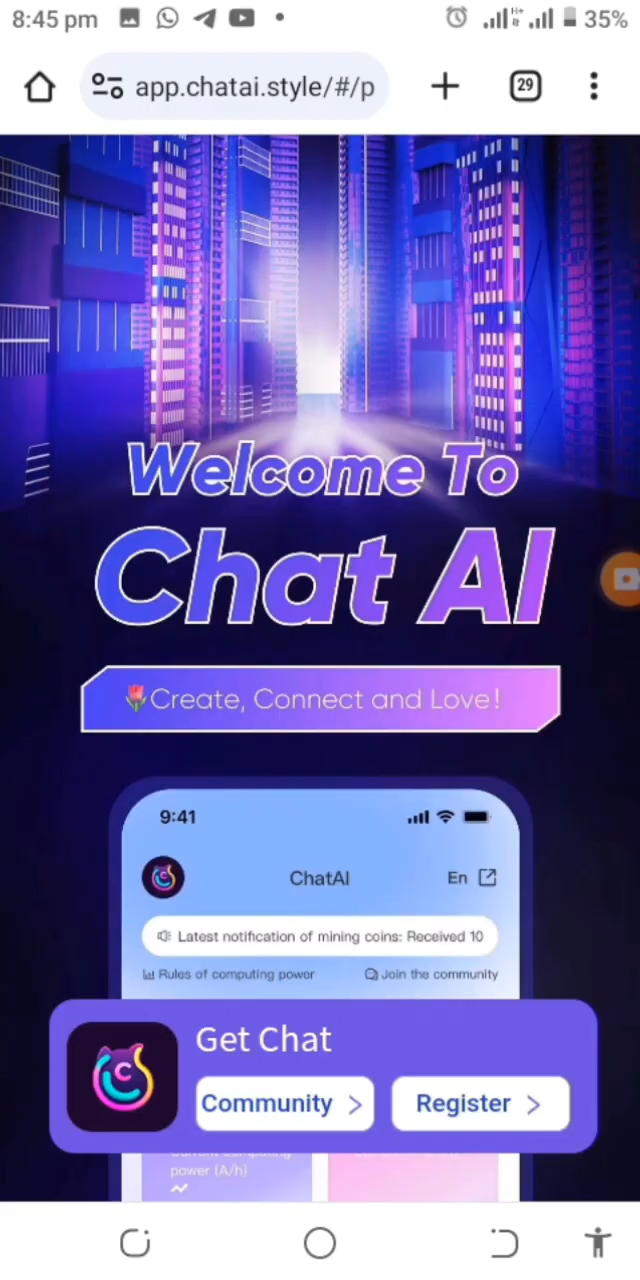 8:45 pm
H+
35%
app.chatai.style/#/p
29
Welcome To
Chat AI
🌷Create, Connect and Love!
9:41
ChatAI
En
Latest notification of mining coins: Received 10
Rules of computing power
Join the community
Get Chat
C
Community >
Register >
power (A/h)